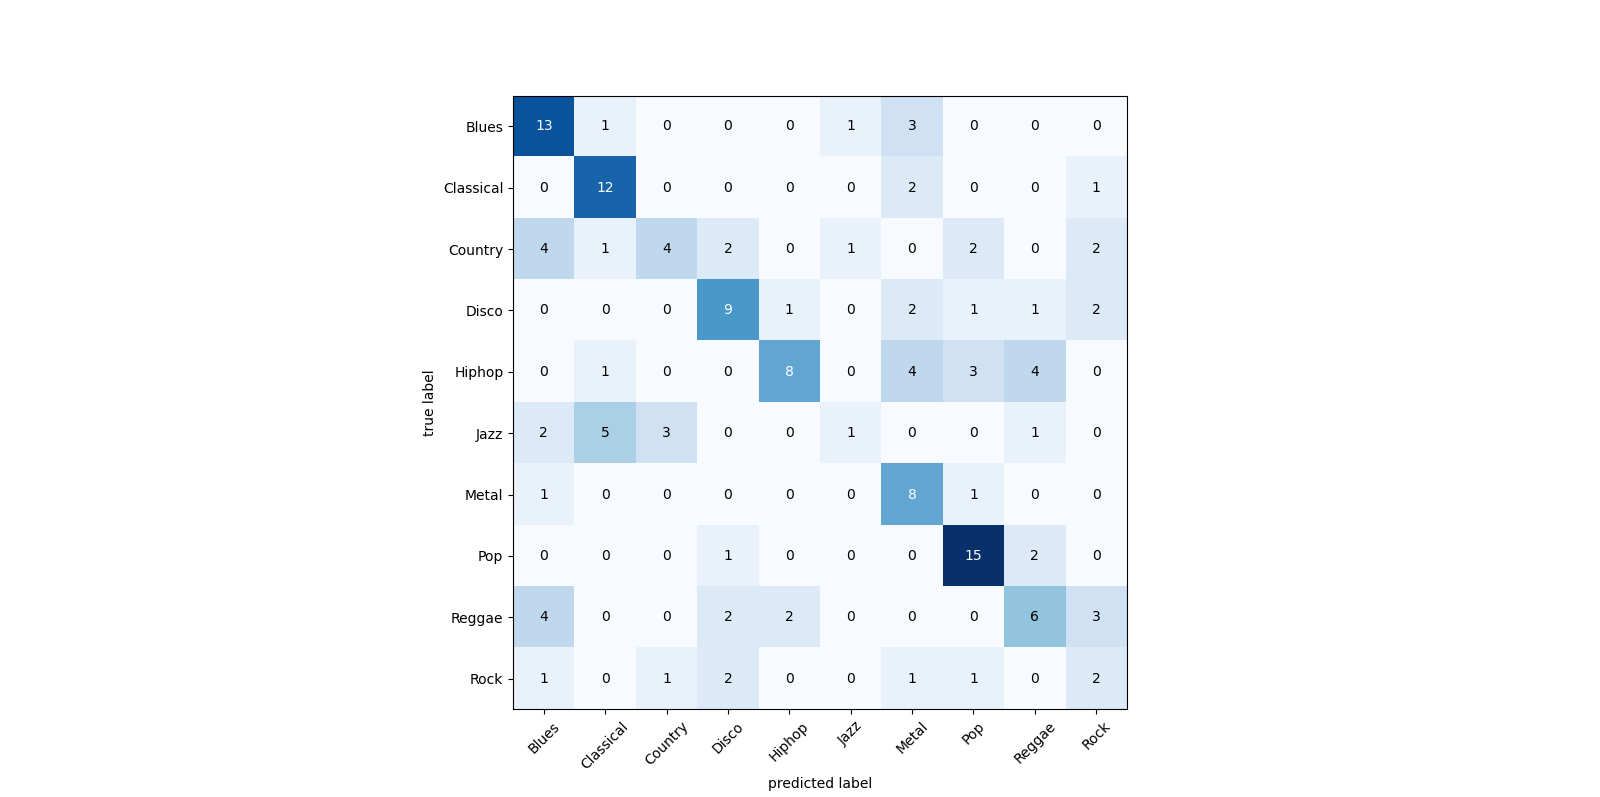 Blues 13 1 0 0 0 1 3 0 0 0
Classical 0 12 0 0 0 0 2 0 0 1
Country 4 1 4 2 0 1 0 2 0 2
Disco 0 0 0 9 1 0 2 1 1 2
Hiphop 0 1 0 0 8 0 4 3 4 0
true label
Jazz 2 5 3 0 0 1 0 0 1 0
Metal 1 0 0 0 0 0 8 1 0 0
Pop 0 0 0 1 0 0 0 15 2 0
Reggae 4 0 0 2 2 0 0 0 6 3
Rock 1 0 1 2 0 0 1 1 0 2
Blues Classical Country Disco Hiphop Jazz Metal Pop Reggae Rock
predicted label